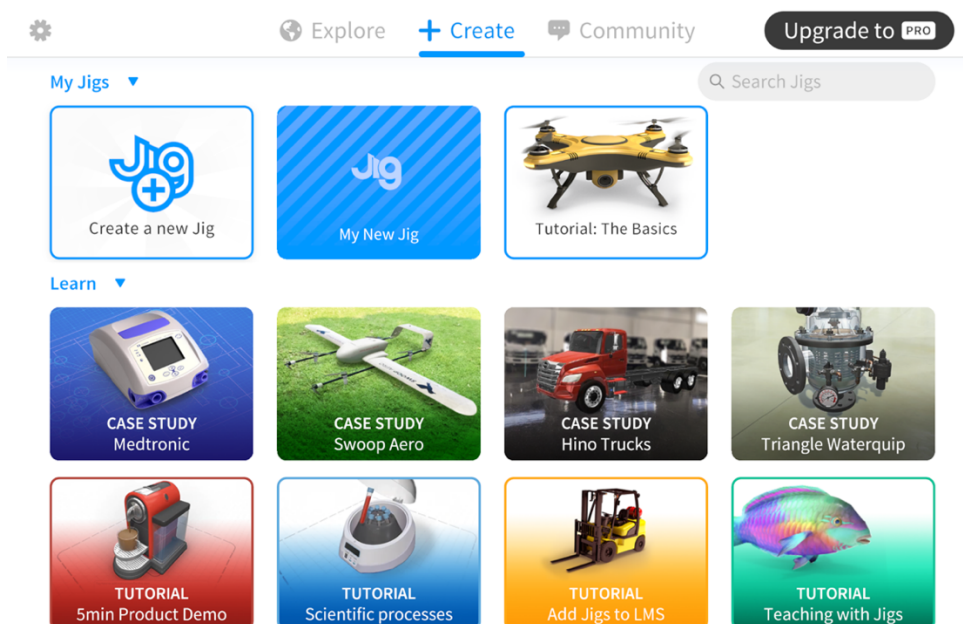 Explore
Create
Community
Upgrade to PRO
My Jigs
Search Jigs
Jig
Create a new Jig
Jig
My New Jig
Tutorial: The Basics
Learn
CASE STUDY
Medtronic
CASE STUDY
Swoop Aero
CASE STUDY
Hino Trucks
CASE STUDY
Triangle Waterquip
TUTORIAL
5min Product Demo
TUTORIAL
Scientific processes
TUTORIAL
Add Jigs to LMS
TUTORIAL
Teaching with Jigs